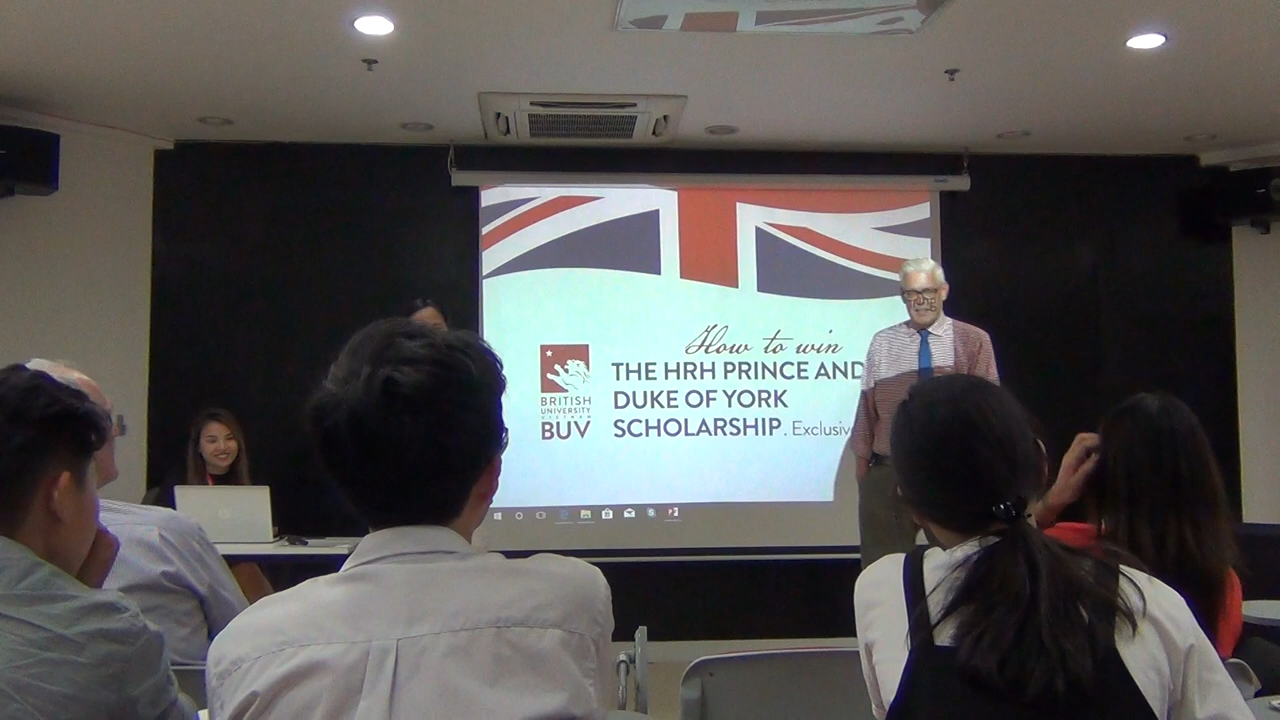 How to win
THE HRH PRINCE AND
DUKE OF YORK
SCHOLARSHIP. Exclusiv
BRITISH
UNIVERSITY
VIETNAM
BUV